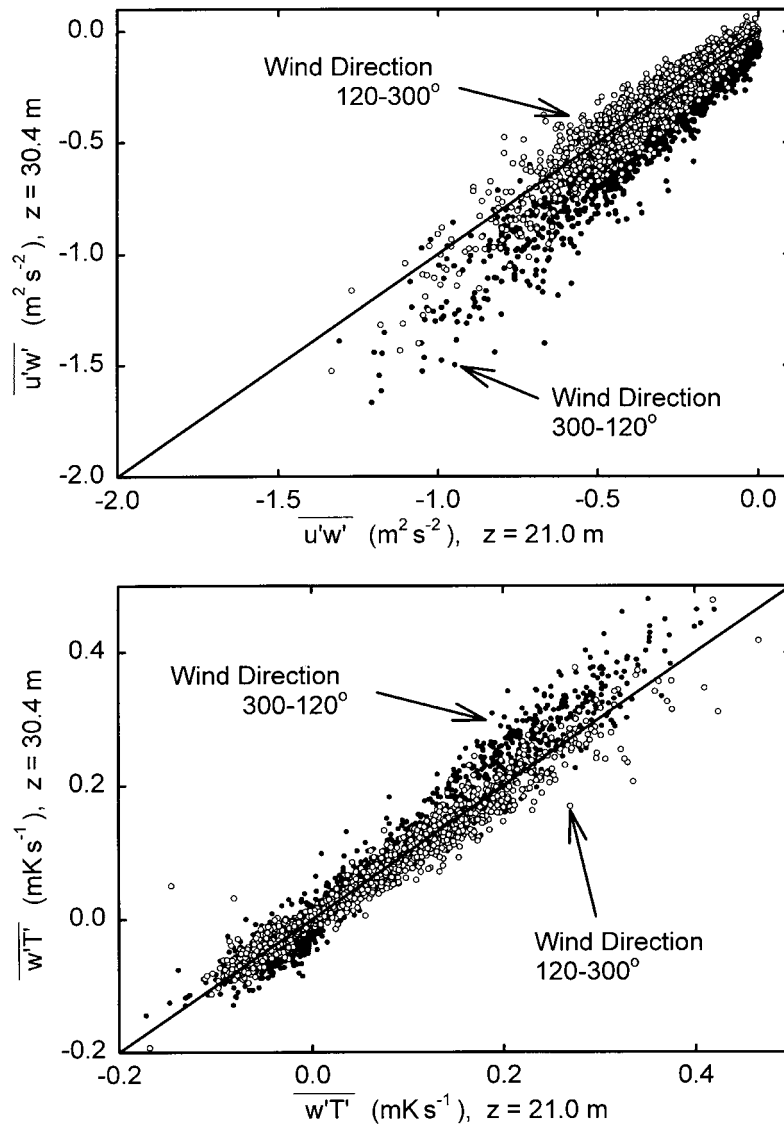 0.0
-0.5
-1.0
-1.5
-2.0
u'w' (m² s⁻²), z = 30.4 m
Wind Direction
120-300°
Wind Direction
300-120°
-2.0 -1.5 -1.0 -0.5 0.0
u'w' (m² s⁻²), z = 21.0 m
0.4
0.2
0.0
-0.2
w'T' (mK s⁻¹), z = 30.4 m
Wind Direction
300-120°
Wind Direction
120-300°
-0.2 0.0 0.2 0.4
w'T' (mK s⁻¹), z = 21.0 m